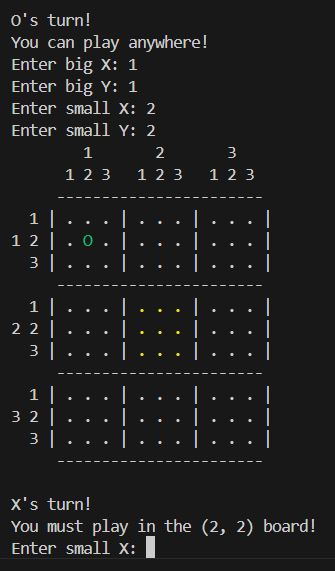 O's turn!
You can play anywhere!
Enter big X: 1
Enter big Y: 1
Enter small X: 2
Enter small Y: 2
         1       2       3
       1 2 3   1 2 3   1 2 3
      -----------------------
   1 | . . . | . . . | . . . |
 1 2 | . O . | . . . | . . . |
   3 | . . . | . . . | . . . |
      -----------------------
   1 | . . . | . . . | . . . |
 2 2 | . . . | . . . | . . . |
   3 | . . . | . . . | . . . |
      -----------------------
   1 | . . . | . . . | . . . |
 3 2 | . . . | . . . | . . . |
   3 | . . . | . . . | . . . |
      -----------------------

X's turn!
You must play in the (2, 2) board!
Enter small X: